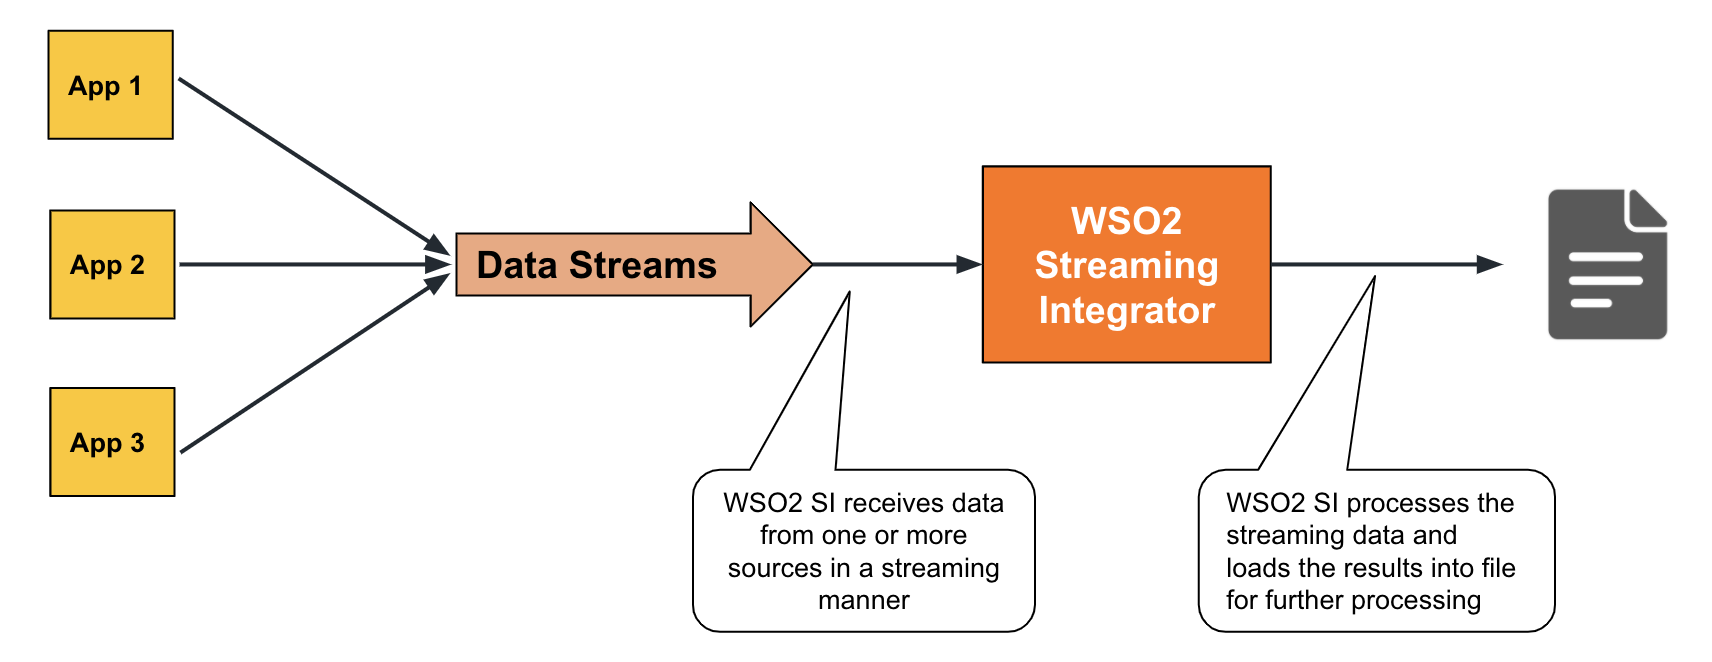 App 1
App 2
App 3
Data Streams
WSO2
Streaming
Integrator
WSO2 SI receives data
from one or more
sources in a streaming
manner
WSO2 SI processes the
streaming data and
loads the results into file
for further processing